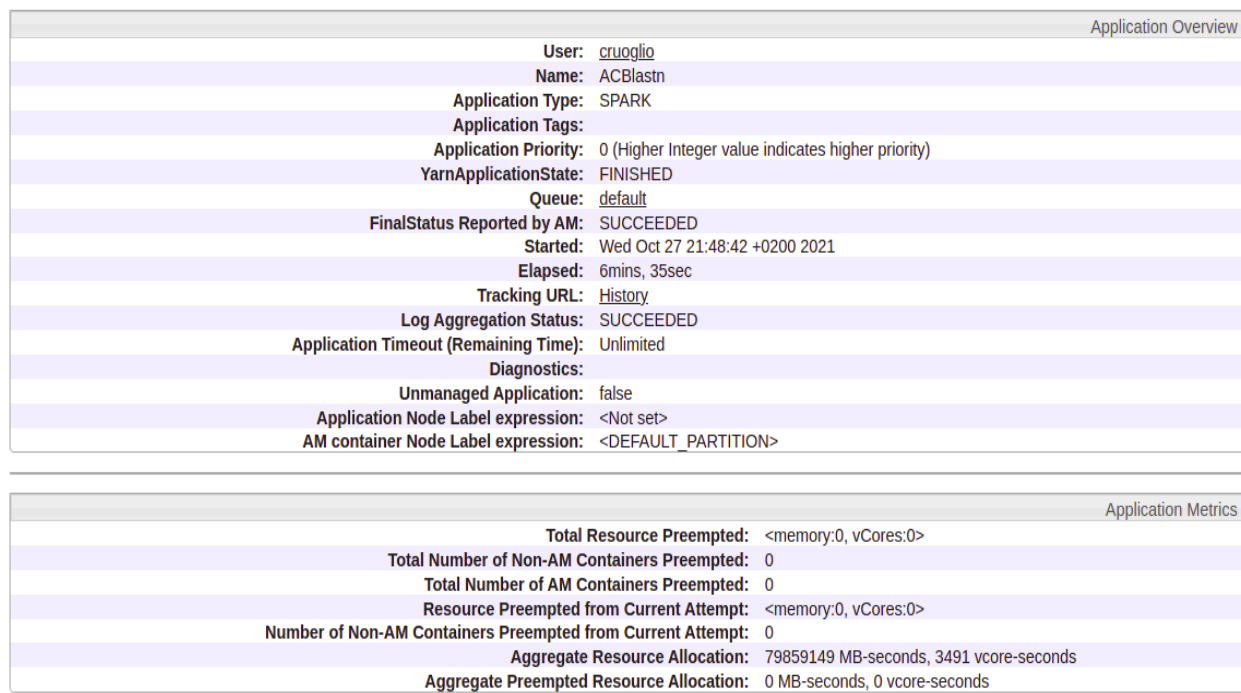 Application Overview
User: cruoglio
Name: ACBlastn
Application Type: SPARK
Application Tags:
Application Priority: 0 (Higher Integer value indicates higher priority)
YarnApplicationState: FINISHED
Queue: default
FinalStatus Reported by AM: SUCCEEDED
Started: Wed Oct 27 21:48:42 +0200 2021
Elapsed: 6mins, 35sec
Tracking URL: History
Log Aggregation Status: SUCCEEDED
Application Timeout (Remaining Time): Unlimited
Diagnostics:
Unmanaged Application: false
Application Node Label expression: <Not set>
AM container Node Label expression: <DEFAULT_PARTITION>
Application Metrics
Total Resource Preempted: <memory:0, vCores:0>
Total Number of Non-AM Containers Preempted: 0
Total Number of AM Containers Preempted: 0
Resource Preempted from Current Attempt: <memory:0, vCores:0>
Number of Non-AM Containers Preempted from Current Attempt: 0
Aggregate Resource Allocation: 79859149 MB-seconds, 3491 vcore-seconds
Aggregate Preempted Resource Allocation: 0 MB-seconds, 0 vcore-seconds